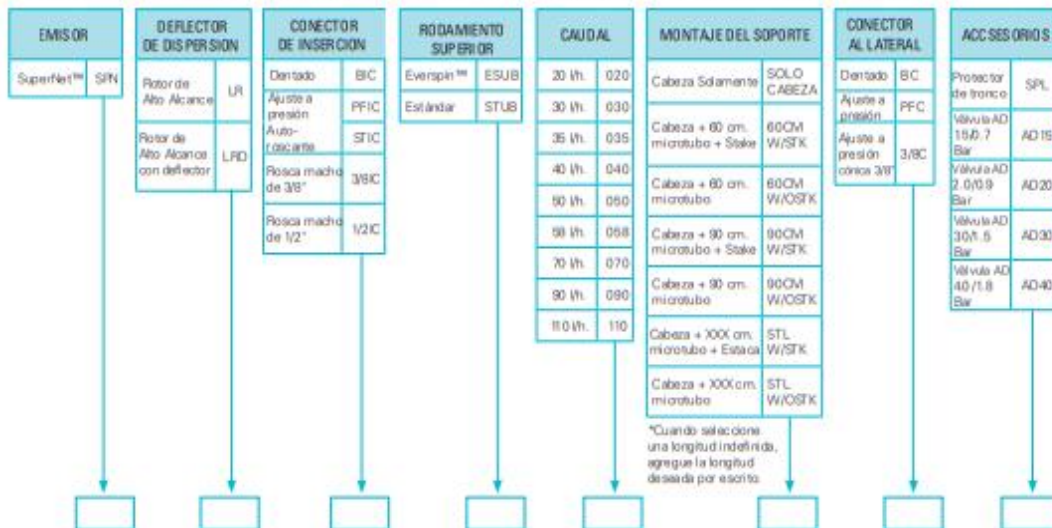 EMISOR
SuperNet™ SPN
DEFLECTOR
DE DISPERSION
Rotor de
Alto Alcance LR
Rotor de
Alto Alcance
con deflector LRD
CONECTOR
DE INSERCION
Dentado BIC
Ajuste a
presión PFIC
Auto-
roscante STIC
Rosca macho
de 3/8" 3/8IC
Rosca macho
de 1/2" 1/2IC
RODAMIENTO
SUPERIOR
Everspin™ ESUB
Estándar STUB
CAUDAL
20 l/h. 020
30 l/h. 030
35 l/h. 035
40 l/h. 040
50 l/h. 050
58 l/h. 058
70 l/h. 070
90 l/h. 090
110 l/h. 110
MONTAJE DEL SOPORTE
Cabeza Solamente SOLO
CABEZA
Cabeza + 60 cm. 60CM
microtubo + Stake W/STK
Cabeza + 60 cm. 60CM
microtubo W/OSTK
Cabeza + 90 cm. 90CM
microtubo + Stake W/STK
Cabeza + 90 cm. 90CM
microtubo W/OSTK
Cabeza + XXX cm. STL
microtubo + Estaca W/STK
Cabeza + XXX cm. STL
microtubo W/OSTK
*Cuando seleccione
una longitud indefinida,
agregue la longitud
deseada por escrito
CONECTOR
AL LATERAL
Dentado BC
Ajuste a
presión PFC
Ajuste a
presión
cónica 3/8" 3/8C
ACCSESORIOS
Protector
de tronco SPL
Válvula AD
1.5/0.7
Bar AD15
Válvula AD
2.0/0.9
Bar AD20
Válvula AD
3.0/1.5
Bar AD30
Válvula AD
4.0/1.8
Bar AD40